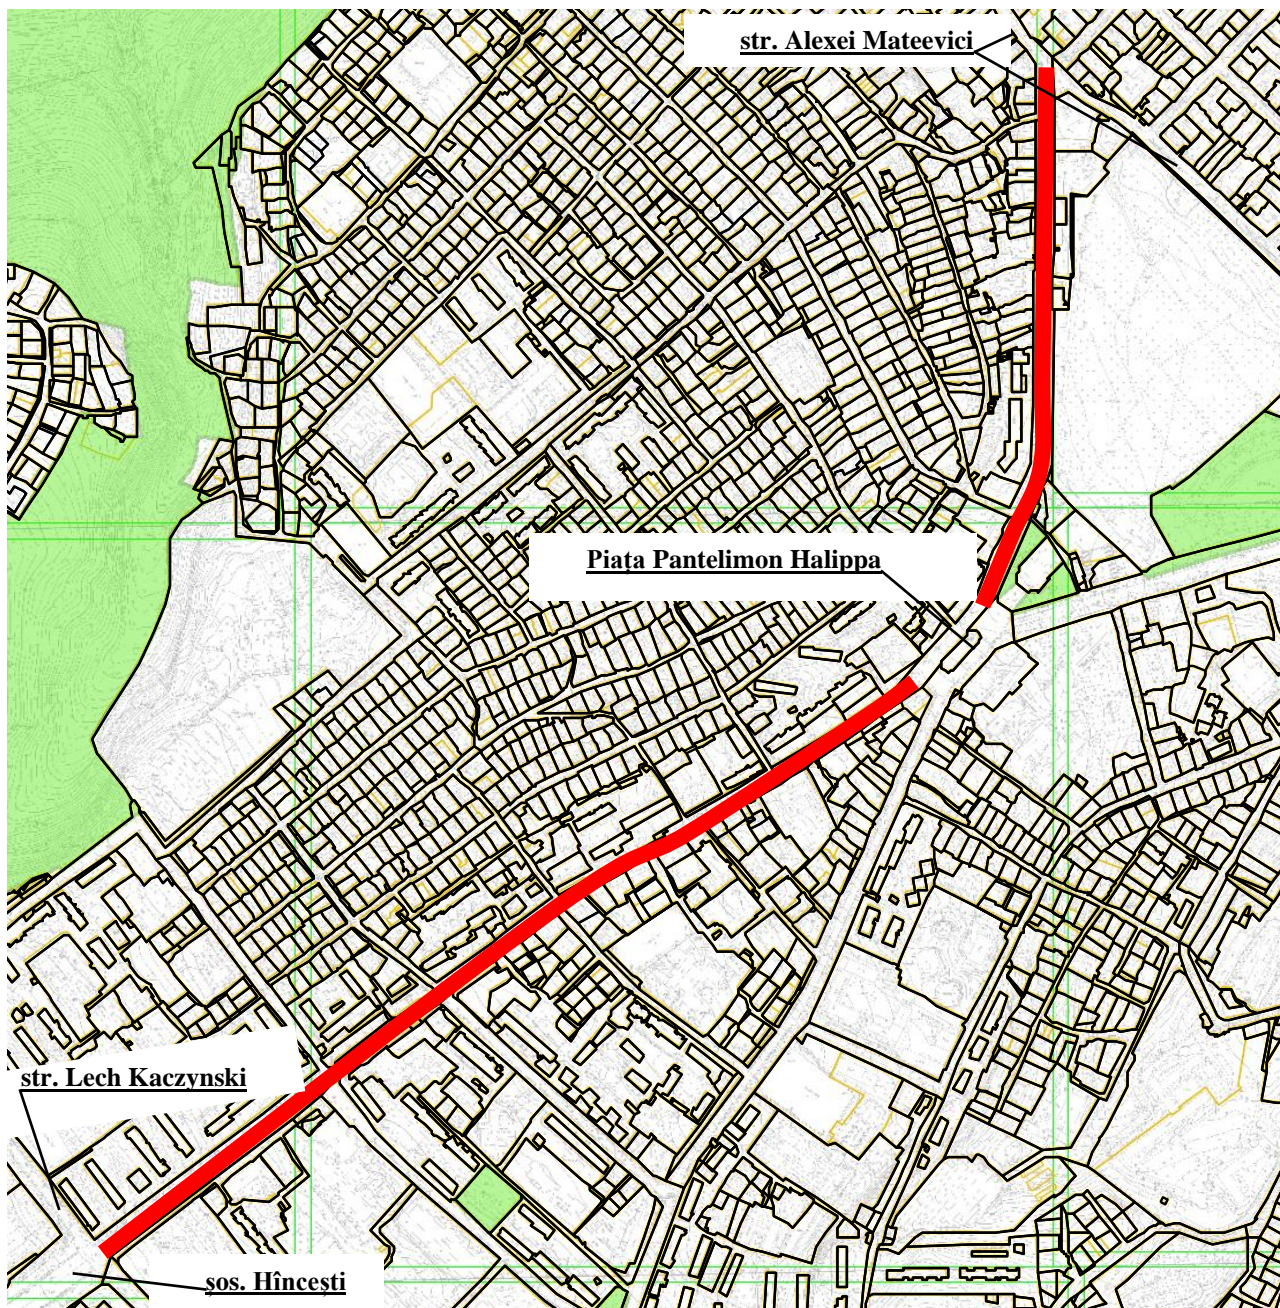 str. Alexei Mateevici
Piața Pantelimon Halippa
str. Lech Kaczynski
șos. Hîncești